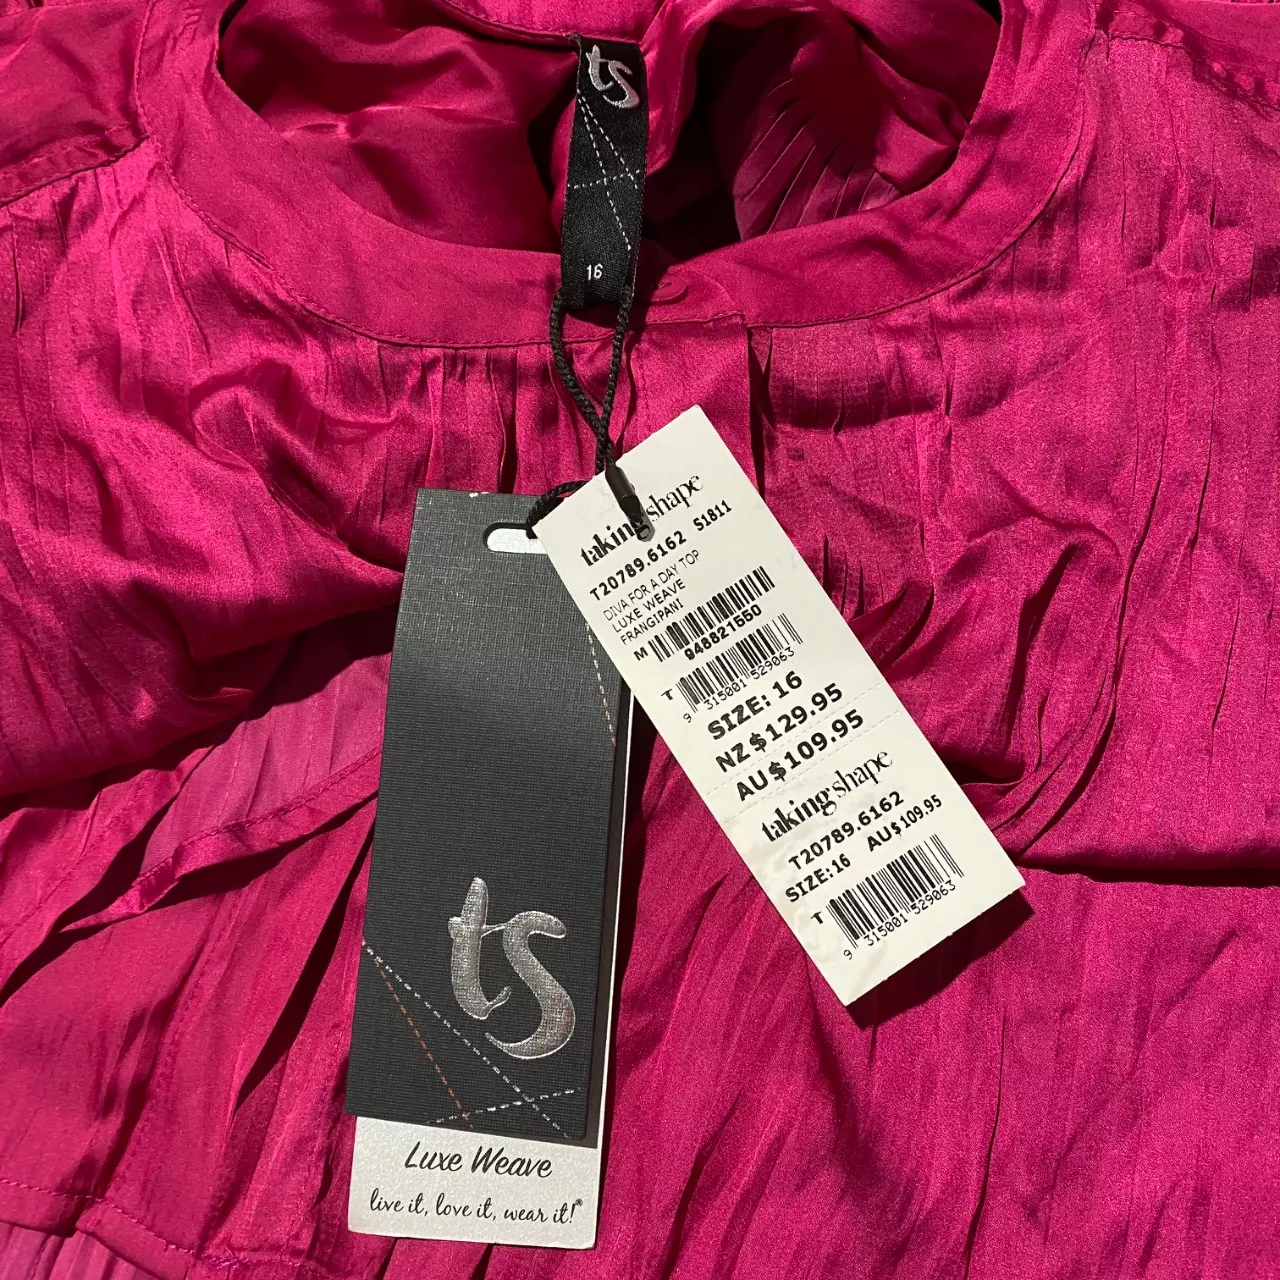 ts
16
taking shape
T20789.6162 S1811
DIVA FOR A DAY TOP
LUXE WEAVE
FRANGIPANI
M
948821550
T
9 315001 529063
SIZE: 16
NZ$129.95
AU$109.95
taking shape
T20789.6162
SIZE:16 AU$109.95
T
9 315001 529063
ts
Luxe Weave
live it, love it, wear it!®